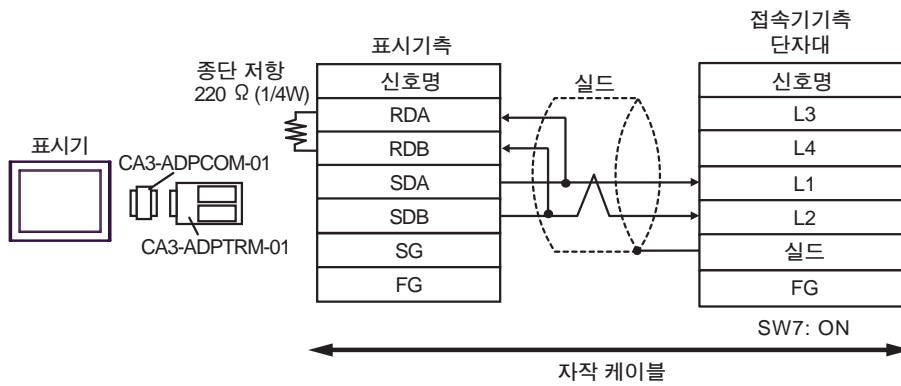 표시기
CA3-ADPCOM-01
CA3-ADPTRM-01
종단 저항
220 Ω (1/4W)
표시기측
신호명
RDA
RDB
SDA
SDB
SG
FG
실드
접속기기측
단자대
신호명
L3
L4
L1
L2
실드
FG
SW7: ON
자작 케이블